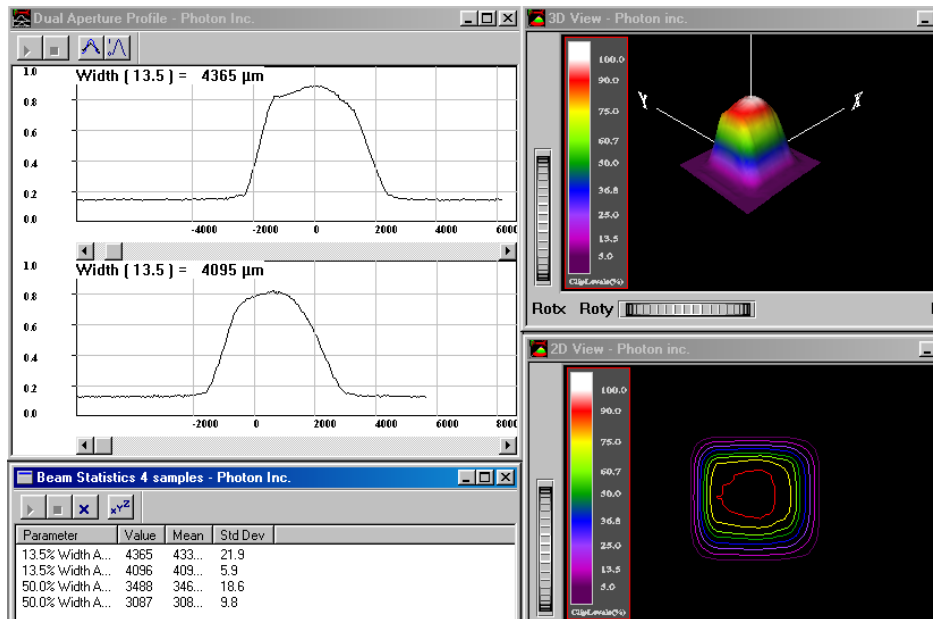 Dual Aperture Profile - Photon Inc.
1.0
Width ( 13.5 ) = 4365 µm
0.8
0.6
0.4
0.2
0.0
-4000 -2000 0 2000 4000 6000
1.0
Width ( 13.5 ) = 4095 µm
0.8
0.6
0.4
0.2
0.0
-2000 0 2000 4000 6000 8000
Beam Statistics 4 samples - Photon Inc.
xYZ
Parameter Value Mean Std Dev
13.5% Width A... 4365 433... 21.9
13.5% Width A... 4096 409... 5.9
50.0% Width A... 3488 346... 18.6
50.0% Width A... 3087 308... 9.8
3D View - Photon inc.
100.0
90.0
75.0
60.7
50.0
36.8
25.0
13.5
5.0
ClipLevels(%)
Y X
Rotx Roty
2D View - Photon inc.
100.0
90.0
75.0
60.7
50.0
36.8
25.0
13.5
5.0
ClipLevels(%)